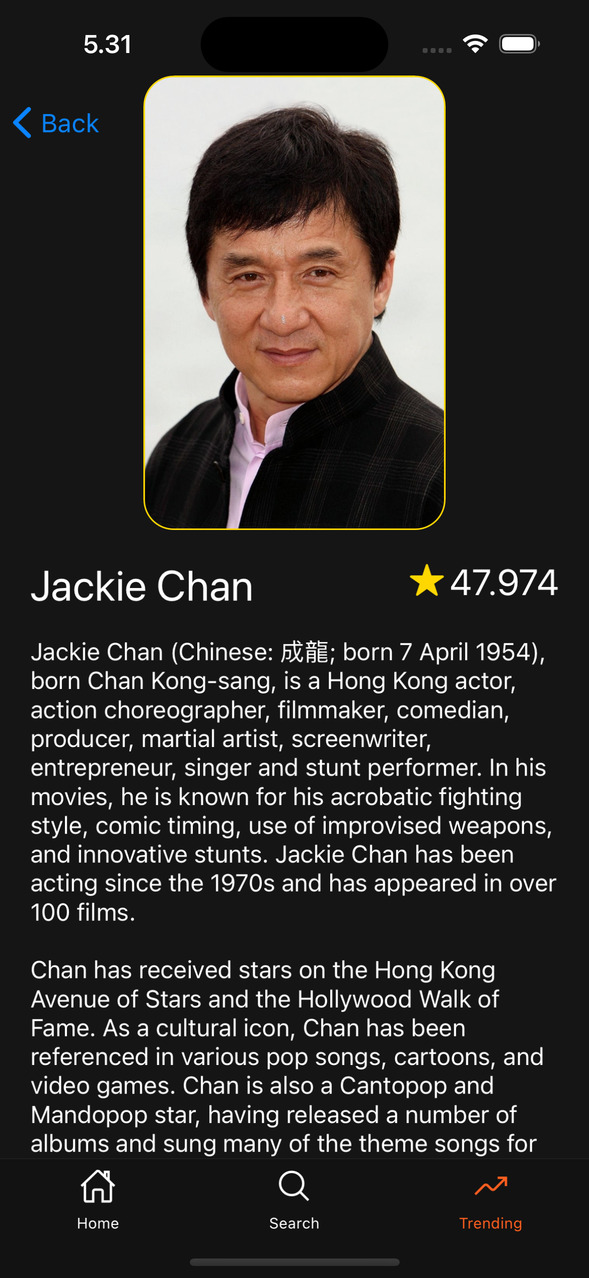 5.31
Back
Jackie Chan
47.974
Jackie Chan (Chinese: 成龍; born 7 April 1954),
born Chan Kong-sang, is a Hong Kong actor,
action choreographer, filmmaker, comedian,
producer, martial artist, screenwriter,
entrepreneur, singer and stunt performer. In his
movies, he is known for his acrobatic fighting
style, comic timing, use of improvised weapons,
and innovative stunts. Jackie Chan has been
acting since the 1970s and has appeared in over
100 films.
Chan has received stars on the Hong Kong
Avenue of Stars and the Hollywood Walk of
Fame. As a cultural icon, Chan has been
referenced in various pop songs, cartoons, and
video games. Chan is also a Cantopop and
Mandopop star, having released a number of
albums and sung many of the theme songs for
Home
Search
Trending